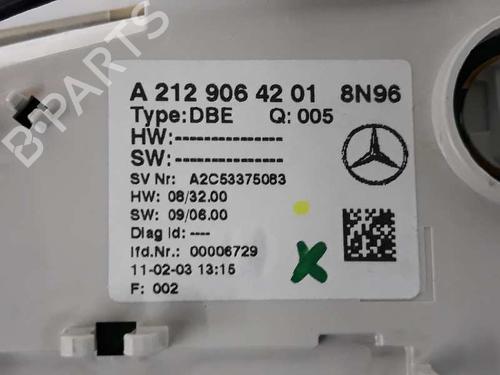 B-PARTS
A 212 906 42 01 8N96
Type: DBE Q: 005
HW: ---------------
SW: ---------------
SV Nr: A2C53375083
HW: 08/32.00
SW: 09/06.00
Diag Id: ----
lfd.Nr.: 00006729
11-02-03 13:15
F: 002